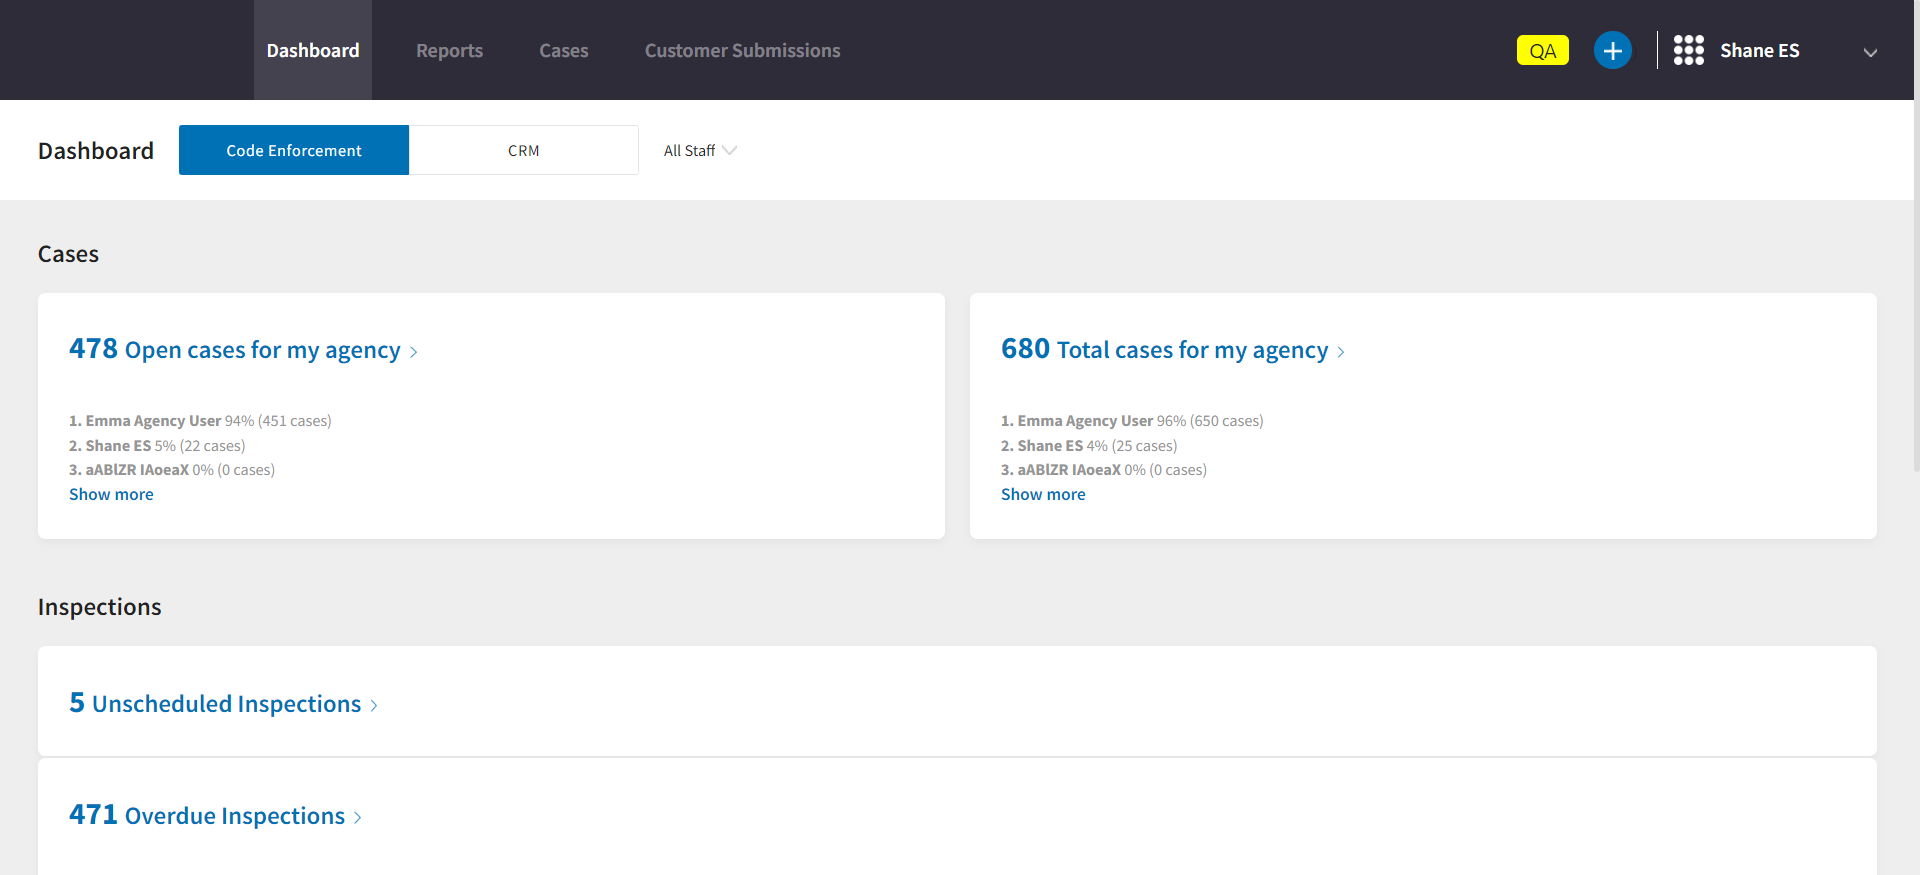 Dashboard
Reports
Cases
Customer Submissions
QA
Shane ES
Dashboard
Code Enforcement
CRM
All Staff
Cases
478 Open cases for my agency
1. Emma Agency User 94% (451 cases)
2. Shane ES 5% (22 cases)
3. aABlZR IAoeaX 0% (0 cases)
Show more
680 Total cases for my agency
1. Emma Agency User 96% (650 cases)
2. Shane ES 4% (25 cases)
3. aABlZR IAoeaX 0% (0 cases)
Show more
Inspections
5 Unscheduled Inspections
471 Overdue Inspections